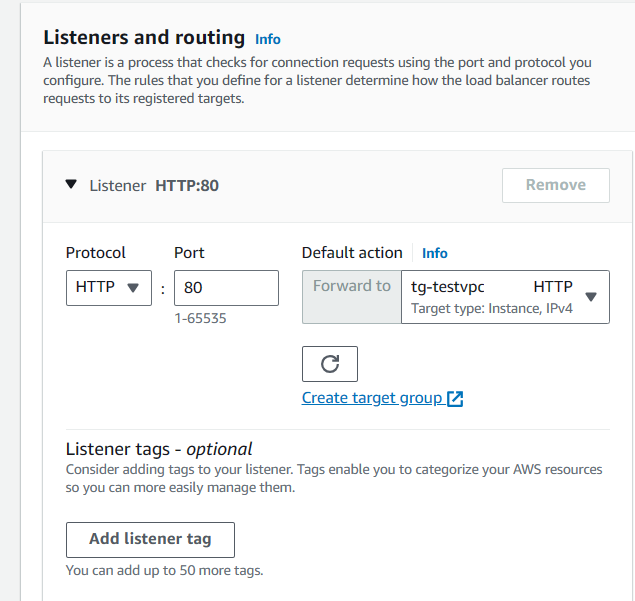 Listeners and routing Info
A listener is a process that checks for connection requests using the port and protocol you
configure. The rules that you define for a listener determine how the load balancer routes
requests to its registered targets.
Listener HTTP:80
Remove
Protocol Port Default action Info
HTTP : 80 Forward to tg-testvpc HTTP
Target type: Instance, IPv4
1-65535
Create target group
Listener tags - optional
Consider adding tags to your listener. Tags enable you to categorize your AWS resources
so you can more easily manage them.
Add listener tag
You can add up to 50 more tags.